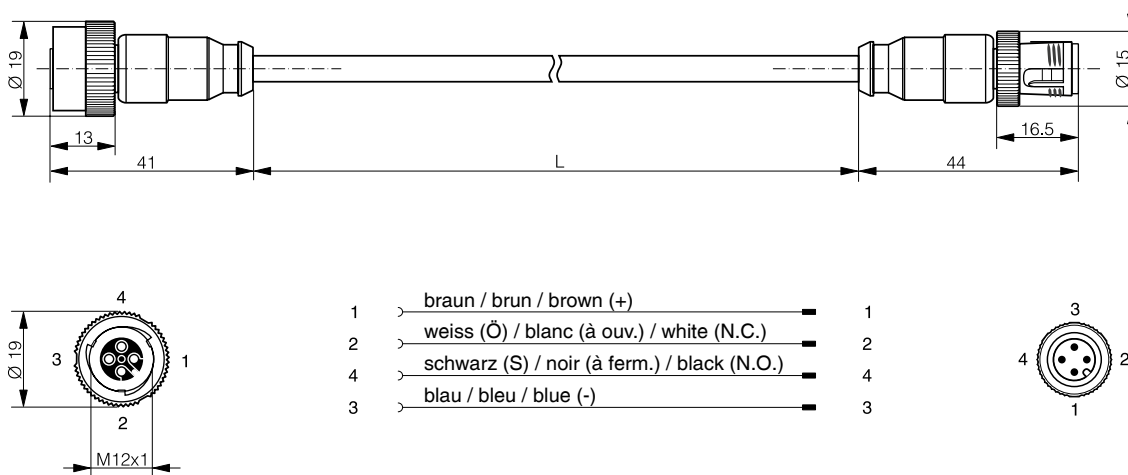 Ø 19
Ø 15
13
16.5
41
L
44
4
3
1
2
Ø 19
M12x1
1 braun / brun / brown (+) 1
2 weiss (Ö) / blanc (à ouv.) / white (N.C.) 2
4 schwarz (S) / noir (à ferm.) / black (N.O.) 4
3 blau / bleu / blue (-) 3
3
4
2
1